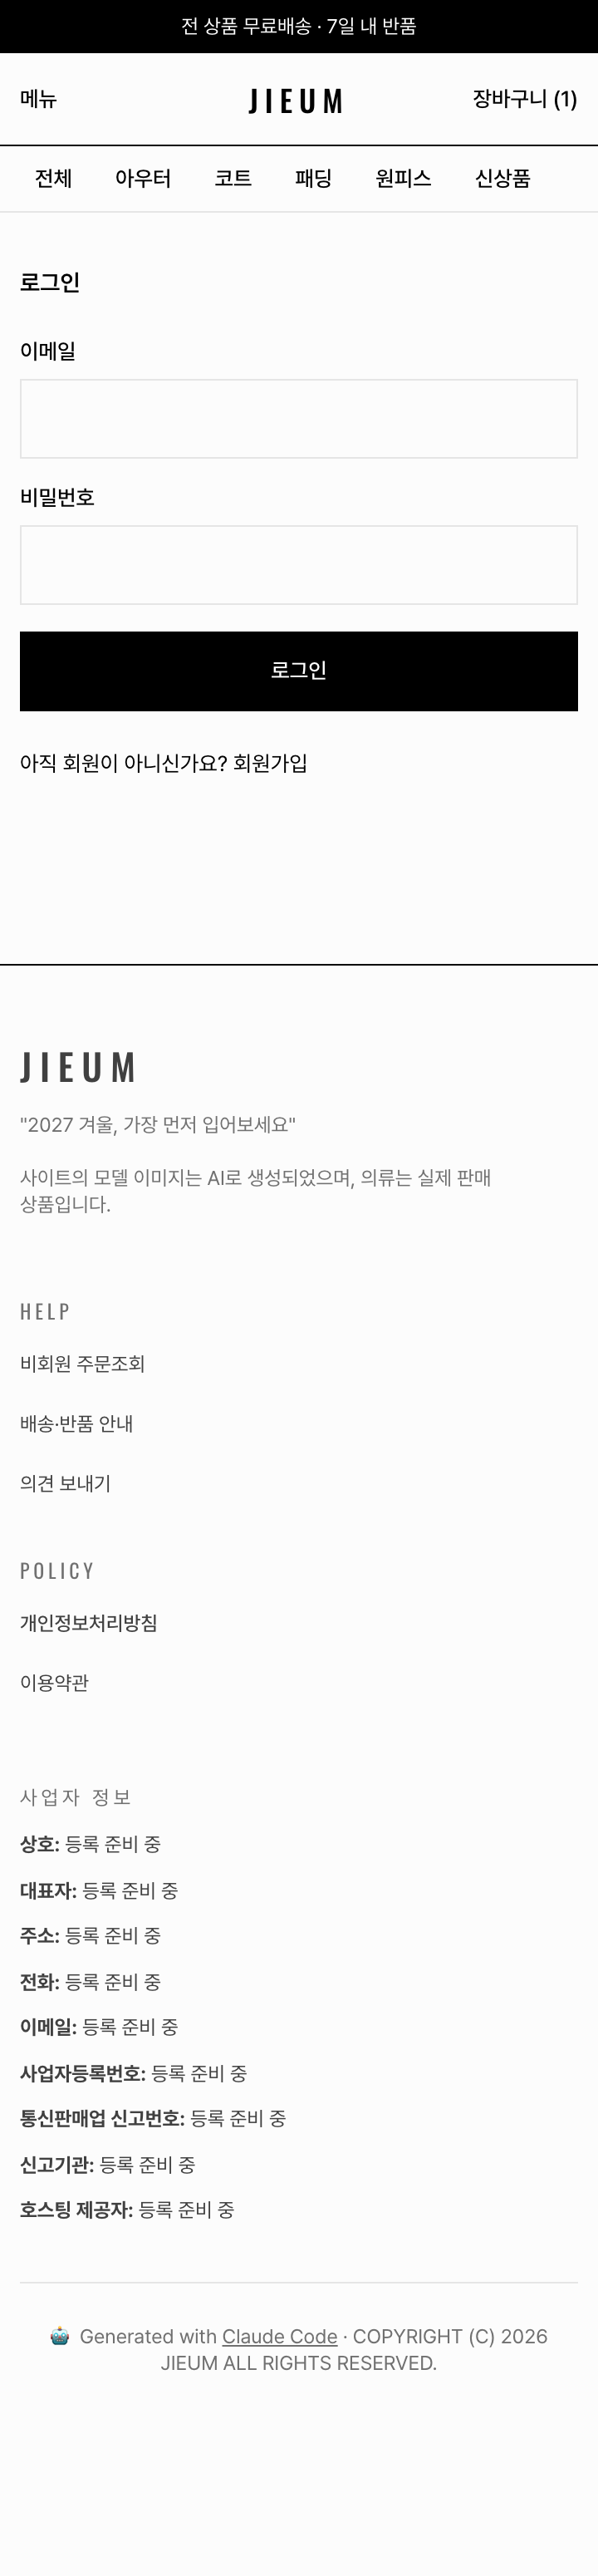 전 상품 무료배송 · 7일 내 반품
메뉴
JIEUM
장바구니 (1)
전체 아우터 코트 패딩 원피스 신상품
로그인
이메일
비밀번호
로그인
아직 회원이 아니신가요? 회원가입
JIEUM
"2027 겨울, 가장 먼저 입어보세요"
사이트의 모델 이미지는 AI로 생성되었으며, 의류는 실제 판매
상품입니다.
HELP
비회원 주문조회
배송·반품 안내
의견 보내기
POLICY
개인정보처리방침
이용약관
사업자 정보
상호: 등록 준비 중
대표자: 등록 준비 중
주소: 등록 준비 중
전화: 등록 준비 중
이메일: 등록 준비 중
사업자등록번호: 등록 준비 중
통신판매업 신고번호: 등록 준비 중
신고기관: 등록 준비 중
호스팅 제공자: 등록 준비 중
🤖 Generated with Claude Code · COPYRIGHT (C) 2026
JIEUM ALL RIGHTS RESERVED.